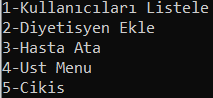 1-Kullanıcıları Listele
2-Diyetisyen Ekle
3-Hasta Ata
4-Ust Menu
5-Cikis